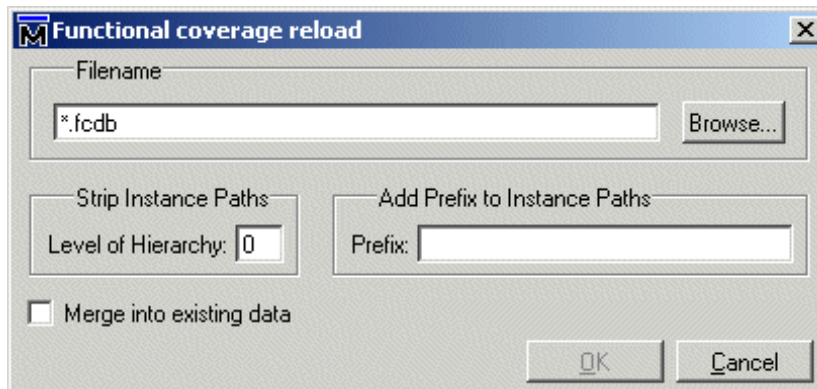 M Functional coverage reload
Filename
*.fcdb
Browse...
Strip Instance Paths
Add Prefix to Instance Paths
Level of Hierarchy: 0
Prefix:
Merge into existing data
OK
Cancel